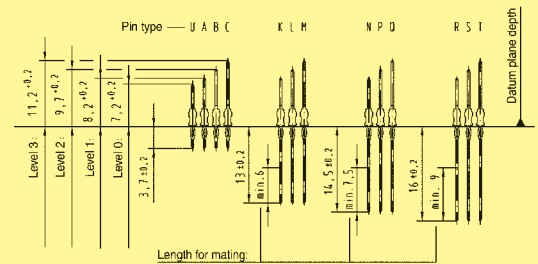 Pin type
U A B C
K L M
N P Q
R S T
Datum plane depth
Level 3: 11,2 +0,2
Level 2: 9,7 +0,2
Level 1: 8,2 +0,2
Level 0: 7,2 +0,2
3,7 ±0,2
13 ±0,2
min. 6
14,5 ±0,2
min. 7,5
16 ±0,2
min. 9
Length for mating: